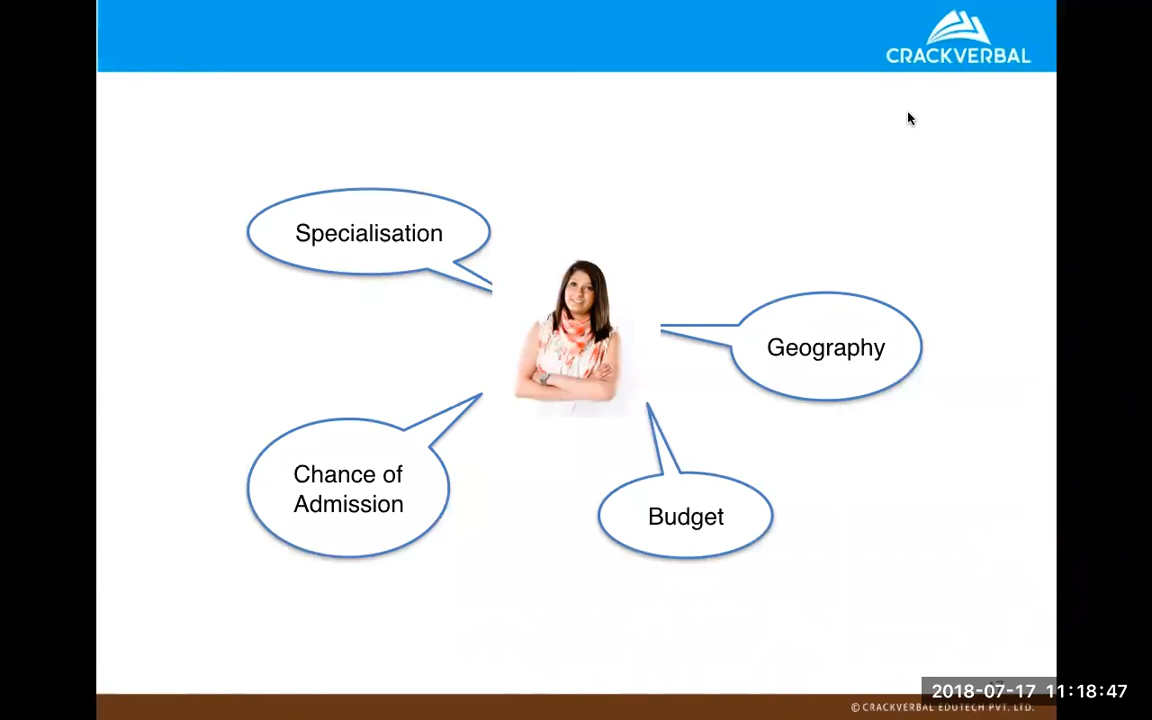 CRACKVERBAL
Specialisation
Geography
Chance of
Admission
Budget
2018-07-17 11:18:47
© CRACKVERBAL EDUTECH PVT. LTD.